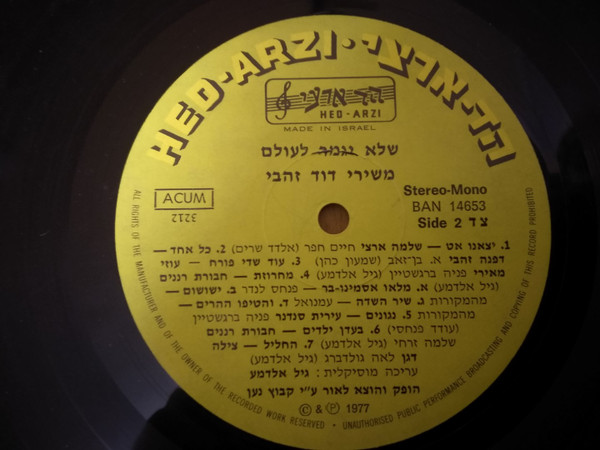 HED-ARZI · הד-ארצי
הד ארצי
HED-ARZI
MADE IN ISRAEL
שלא נגמר לעולם
משירי דוד זהבי
ACUM
3212
Stereo-Mono
BAN 14653
Side 2 צד
1. יצאנו אט — שלמה ארצי חיים חפר (אלדד שרים) 2. כל אחד —
דפנה זהבי א. בן־זאב (שמעון כהן) 3. עוד שדי פורח — עוזי
מאירי פניה ברגשטיין (גיל אלדמע) 4. מחרוזת — חבורת רננים
(גיל אלדמע) א. מלאו אסמינו־בר — פנחס לנדר ב. יששום —
מהמקורות ג. שיר השדה — עמנואל ד. והטיפו ההרים —
מהמקורות 5. נגונים — עירית סנדנר פניה ברגשטיין
(עודד פנחסי) 6. בעדן ילדים — חבורת רננים
שלמה זרחי (גיל אלדמע) 7. החליל — צילה
דגן לאה גולדברג (גיל אלדמע)
עריכה מוסיקלית: גיל אלדמע
הופק והוצא לאור ע״י קבוץ נען
© & ℗ 1977
ALL RIGHTS OF THE MANUFACTURER AND OF THE OWNER OF THE RECORDED WORK RESERVED · UNAUTHORISED PUBLIC PERFORMANCE BROADCASTING AND COPYING OF THIS RECORD PROHIBITED